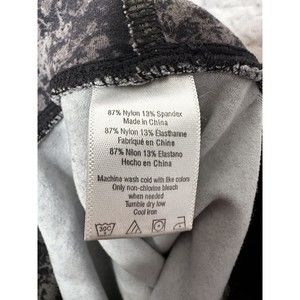 87% Nylon 13% Spandex
Made in China
87% Nylon 13% Elasthanne
Fabriqué en Chine
87% Nilon 13% Elastano
Hecho en China
Machine wash cold with like colors
Only non-chlorine bleach
when needed
Tumble dry low
Cool Iron
30C